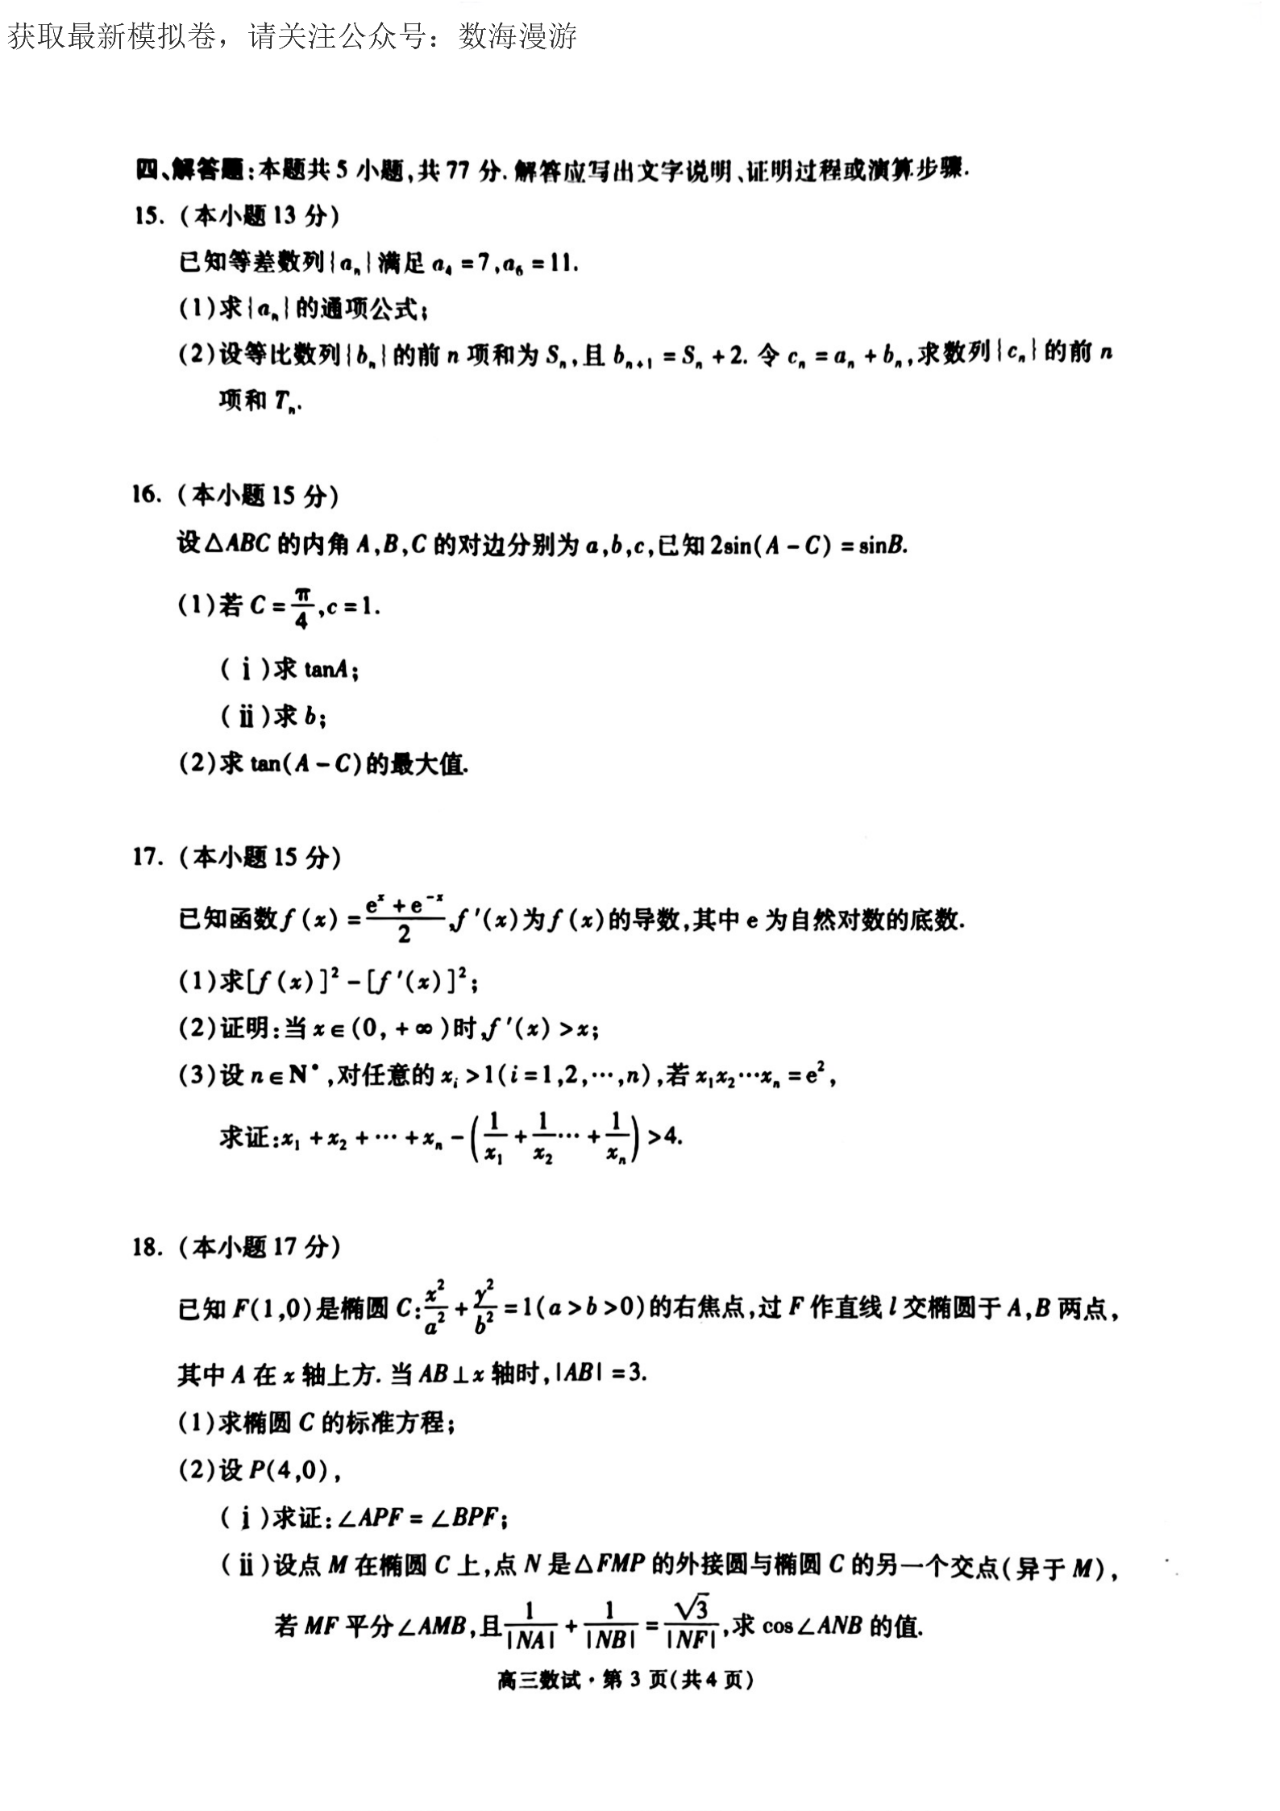 获取最新模拟卷，请关注公众号：数海漫游
四、解答题：本题共5小题，共77分.解答应写出文字说明、证明过程或演算步骤.
15.（本小题13分）
已知等差数列{aₙ}满足a₄=7,a₆=11.
(1)求{aₙ}的通项公式；
(2)设等比数列{bₙ}的前n项和为Sₙ,且bₙ₊₁=Sₙ+2.令cₙ=aₙ+bₙ,求数列{cₙ}的前n
项和Tₙ.
16.（本小题15分）
设△ABC的内角A,B,C的对边分别为a,b,c,已知2sin(A-C)=sinB.
(1)若C=π/4,c=1.
(ⅰ)求tanA；
(ⅱ)求b；
(2)求tan(A-C)的最大值.
17.（本小题15分）
已知函数f(x)=(eˣ+e⁻ˣ)/2,f′(x)为f(x)的导数,其中e为自然对数的底数.
(1)求[f(x)]²-[f′(x)]²；
(2)证明：当x∈(0,+∞)时,f′(x)>x；
(3)设n∈N*,对任意的xᵢ>1(i=1,2,⋯,n),若x₁x₂⋯xₙ=e²,
求证：x₁+x₂+⋯+xₙ-(1/x₁+1/x₂⋯+1/xₙ)>4.
18.（本小题17分）
已知F(1,0)是椭圆C:x²/a²+y²/b²=1(a>b>0)的右焦点,过F作直线l交椭圆于A,B两点,
其中A在x轴上方.当AB⊥x轴时,|AB|=3.
(1)求椭圆C的标准方程；
(2)设P(4,0),
(ⅰ)求证：∠APF=∠BPF；
(ⅱ)设点M在椭圆C上,点N是△FMP的外接圆与椭圆C的另一个交点(异于M),
若MF平分∠AMB,且1/|NA|+1/|NB|=√3/|NF|,求cos∠ANB的值.
高三数试·第3页(共4页)